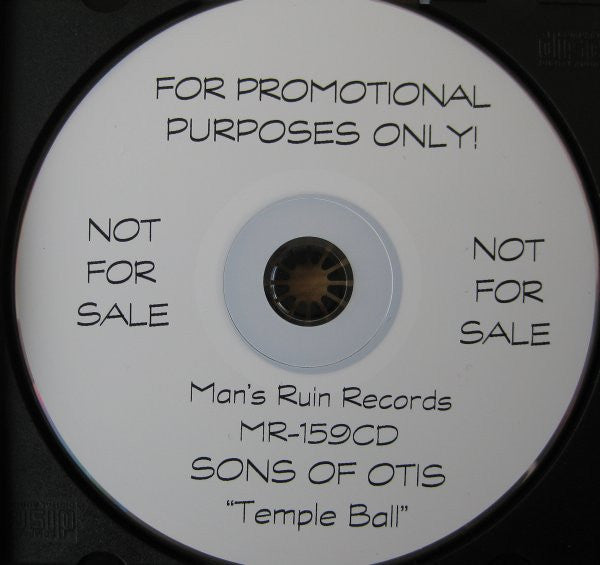 FOR PROMOTIONAL
PURPOSES ONLY!
NOT
FOR
SALE
NOT
FOR
SALE
Man's Ruin Records
MR-159CD
SONS OF OTIS
"Temple Ball"